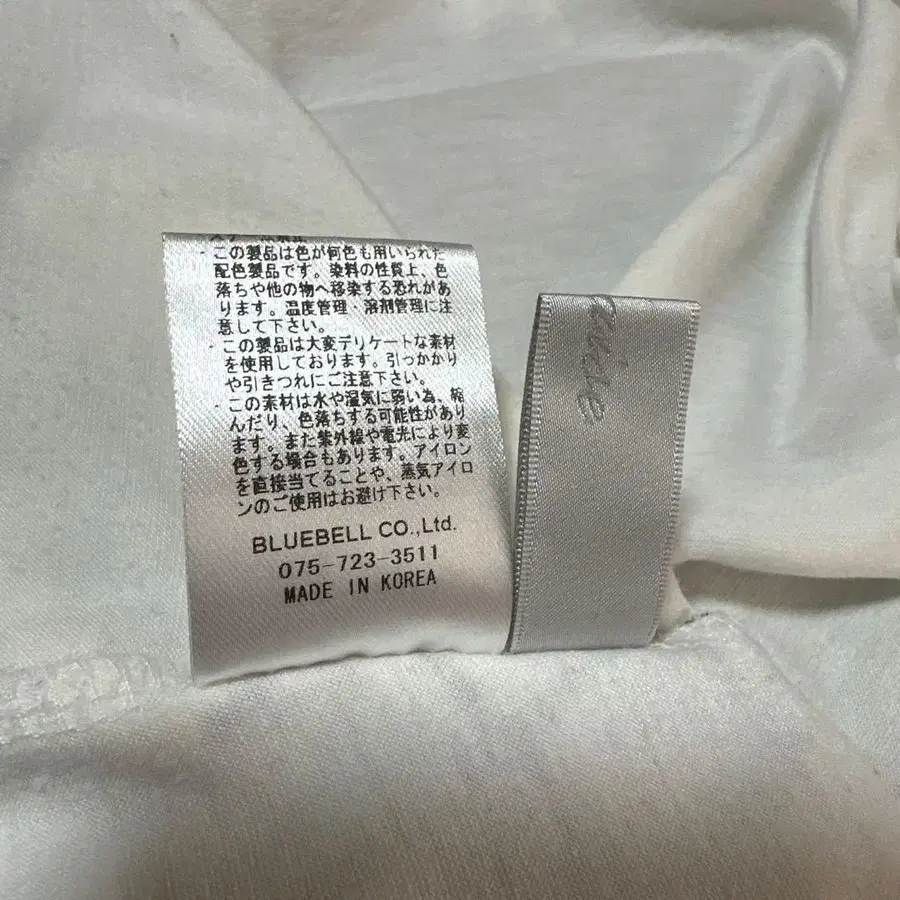 ・この製品は色が何色も用いられた
配色製品です。染料の性質上、色
落ちや他の物へ移染する恐れがあ
ります。温度管理・溶剤管理に注
意して下さい。
・この製品は大変デリケートな素材
を使用しております。引っかかり
や引きつれにご注意下さい。
・この素材は水や湿気に弱い為、縮
んだり、色落ちする可能性があり
ます。また紫外線や電光により変
色する場合もあります。アイロン
を直接当てることや、蒸気アイロ
ンのご使用はお避け下さい。
BLUEBELL CO.,Ltd.
075-723-3511
MADE IN KOREA